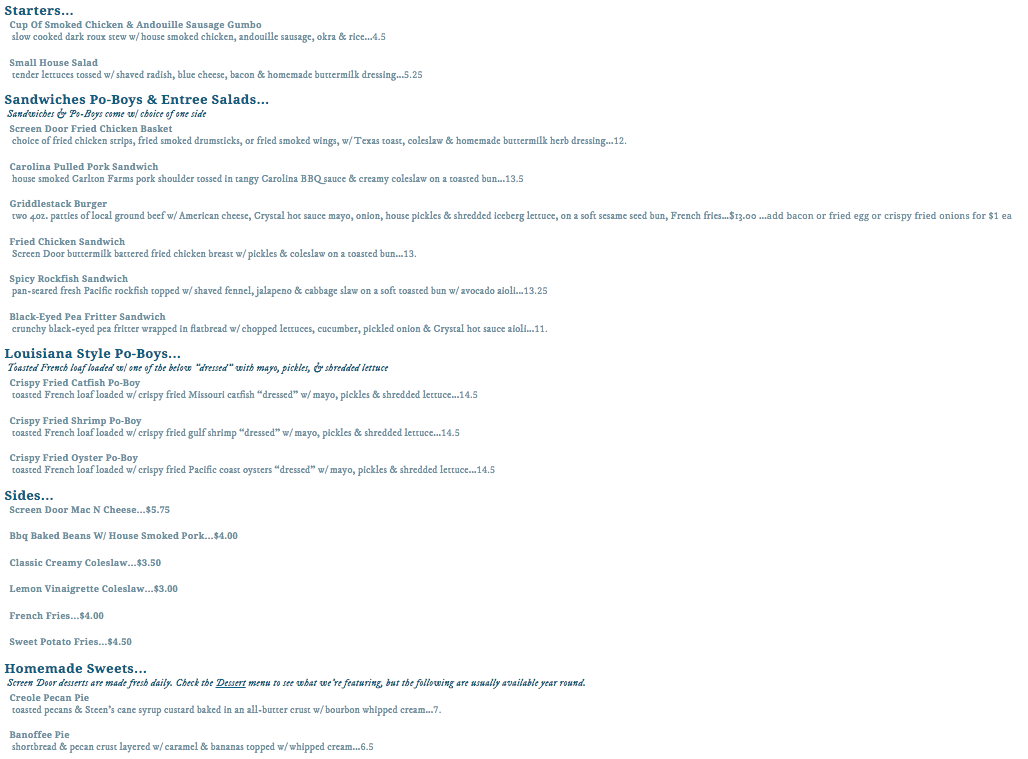 Starters...
Cup Of Smoked Chicken & Andouille Sausage Gumbo
slow cooked dark roux stew w/ house smoked chicken, andouille sausage, okra & rice...4.5
Small House Salad
tender lettuces tossed w/ shaved radish, blue cheese, bacon & homemade buttermilk dressing...5.25
Sandwiches Po-Boys & Entree Salads...
Sandwiches & Po-Boys come w/ choice of one side
Screen Door Fried Chicken Basket
choice of fried chicken strips, fried smoked drumsticks, or fried smoked wings, w/ Texas toast, coleslaw & homemade buttermilk herb dressing...12.
Carolina Pulled Pork Sandwich
house smoked Carlton Farms pork shoulder tossed in tangy Carolina BBQ sauce & creamy coleslaw on a toasted bun...13.5
Griddlestack Burger
two 4oz. patties of local ground beef w/ American cheese, Crystal hot sauce mayo, onion, house pickles & shredded iceberg lettuce, on a soft sesame seed bun, French fries...$13.00 ...add bacon or fried egg or crispy fried onions for $1 ea
Fried Chicken Sandwich
Screen Door buttermilk battered fried chicken breast w/ pickles & coleslaw on a toasted bun...13.
Spicy Rockfish Sandwich
pan-seared fresh Pacific rockfish topped w/ shaved fennel, jalapeno & cabbage slaw on a soft toasted bun w/ avocado aioli...13.25
Black-Eyed Pea Fritter Sandwich
crunchy black-eyed pea fritter wrapped in flatbread w/ chopped lettuces, cucumber, pickled onion & Crystal hot sauce aioli...11.
Louisiana Style Po-Boys...
Toasted French loaf loaded w/ one of the below "dressed" with mayo, pickles, & shredded lettuce
Crispy Fried Catfish Po-Boy
toasted French loaf loaded w/ crispy fried Missouri catfish “dressed” w/ mayo, pickles & shredded lettuce...14.5
Crispy Fried Shrimp Po-Boy
toasted French loaf loaded w/ crispy fried gulf shrimp “dressed” w/ mayo, pickles & shredded lettuce...14.5
Crispy Fried Oyster Po-Boy
toasted French loaf loaded w/ crispy fried Pacific coast oysters “dressed” w/ mayo, pickles & shredded lettuce...14.5
Sides...
Screen Door Mac N Cheese...$5.75
Bbq Baked Beans W/ House Smoked Pork...$4.00
Classic Creamy Coleslaw...$3.50
Lemon Vinaigrette Coleslaw...$3.00
French Fries...$4.00
Sweet Potato Fries...$4.50
Homemade Sweets...
Screen Door desserts are made fresh daily. Check the Dessert menu to see what we're featuring, but the following are usually available year round.
Creole Pecan Pie
toasted pecans & Steen's cane syrup custard baked in an all-butter crust w/ bourbon whipped cream...7.
Banoffee Pie
shortbread & pecan crust layered w/ caramel & bananas topped w/ whipped cream...6.5